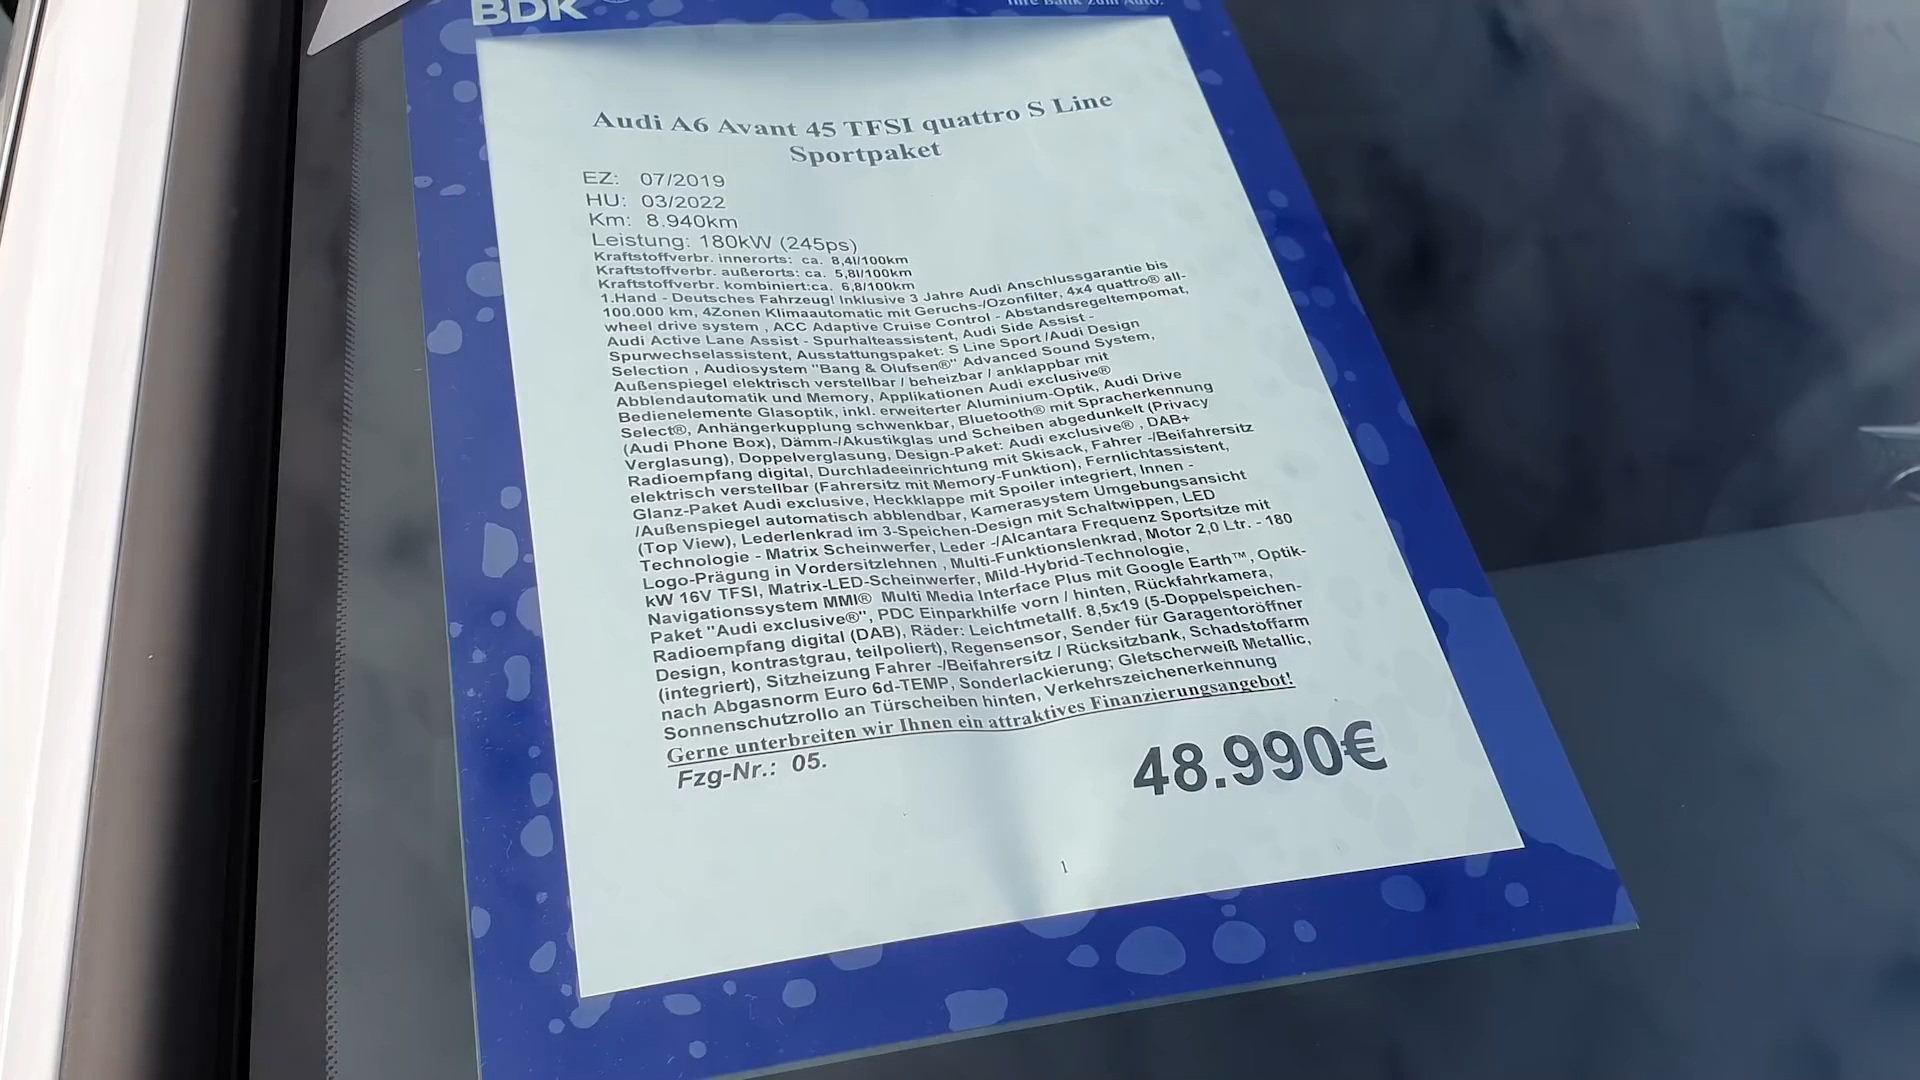 BDK
Ihre Bank zum Auto.
Audi A6 Avant 45 TFSI quattro S Line
Sportpaket
EZ: 07/2019
HU: 03/2022
Km: 8.940km
Leistung: 180kW (245ps)
Kraftstoffverbr. innerorts: ca. 8,4l/100km
Kraftstoffverbr. außerorts: ca. 5,8l/100km
Kraftstoffverbr. kombiniert:ca. 6,8/100km
1.Hand - Deutsches Fahrzeug! Inklusive 3 Jahre Audi Anschlussgarantie bis
100.000 km, 4Zonen Klimaautomatic mit Geruchs-/Ozonfilter, 4x4 quattro® all-
wheel drive system , ACC Adaptive Cruise Control - Abstandsregeltempomat,
Audi Active Lane Assist - Spurhalteassistent, Audi Side Assist -
Spurwechselassistent, Ausstattungspaket: S Line Sport /Audi Design
Selection , Audiosystem "Bang & Olufsen®" Advanced Sound System,
Außenspiegel elektrisch verstellbar / beheizbar / anklappbar mit
Abblendautomatik und Memory, Applikationen Audi exclusive®
Bedienelemente Glasoptik, inkl. erweiterter Aluminium-Optik, Audi Drive
Select®, Anhängerkupplung schwenkbar, Bluetooth® mit Spracherkennung
(Audi Phone Box), Dämm-/Akustikglas und Scheiben abgedunkelt (Privacy
Verglasung), Doppelverglasung, Design-Paket: Audi exclusive® , DAB+
Radioempfang digital, Durchladeeinrichtung mit Skisack, Fahrer -/Beifahrersitz
elektrisch verstellbar (Fahrersitz mit Memory-Funktion), Fernlichtassistent,
Glanz-Paket Audi exclusive, Heckklappe mit Spoiler integriert, Innen -
/Außenspiegel automatisch abblendbar, Kamerasystem Umgebungsansicht
(Top View), Lederlenkrad im 3-Speichen-Design mit Schaltwippen, LED
Technologie - Matrix Scheinwerfer, Leder -/Alcantara Frequenz Sportsitze mit
Logo-Prägung in Vordersitzlehnen , Multi-Funktionslenkrad, Motor 2,0 Ltr. - 180
kW 16V TFSI, Matrix-LED-Scheinwerfer, Mild-Hybrid-Technologie,
Navigationssystem MMI® Multi Media Interface Plus mit Google Earth™ , Optik-
Paket "Audi exclusive®", PDC Einparkhilfe vorn / hinten, Rückfahrkamera,
Radioempfang digital (DAB), Räder: Leichtmetallf. 8,5x19 (5-Doppelspeichen-
Design, kontrastgrau, teilpoliert), Regensensor, Sender für Garagentoröffner
(integriert), Sitzheizung Fahrer -/Beifahrersitz / Rücksitzbank, Schadstoffarm
nach Abgasnorm Euro 6d-TEMP, Sonderlackierung; Gletscherweiß Metallic,
Sonnenschutzrollo an Türscheiben hinten, Verkehrszeichenerkennung
Gerne unterbreiten wir Ihnen ein attraktives Finanzierungsangebot!
Fzg-Nr.: 05.
48.990€
1